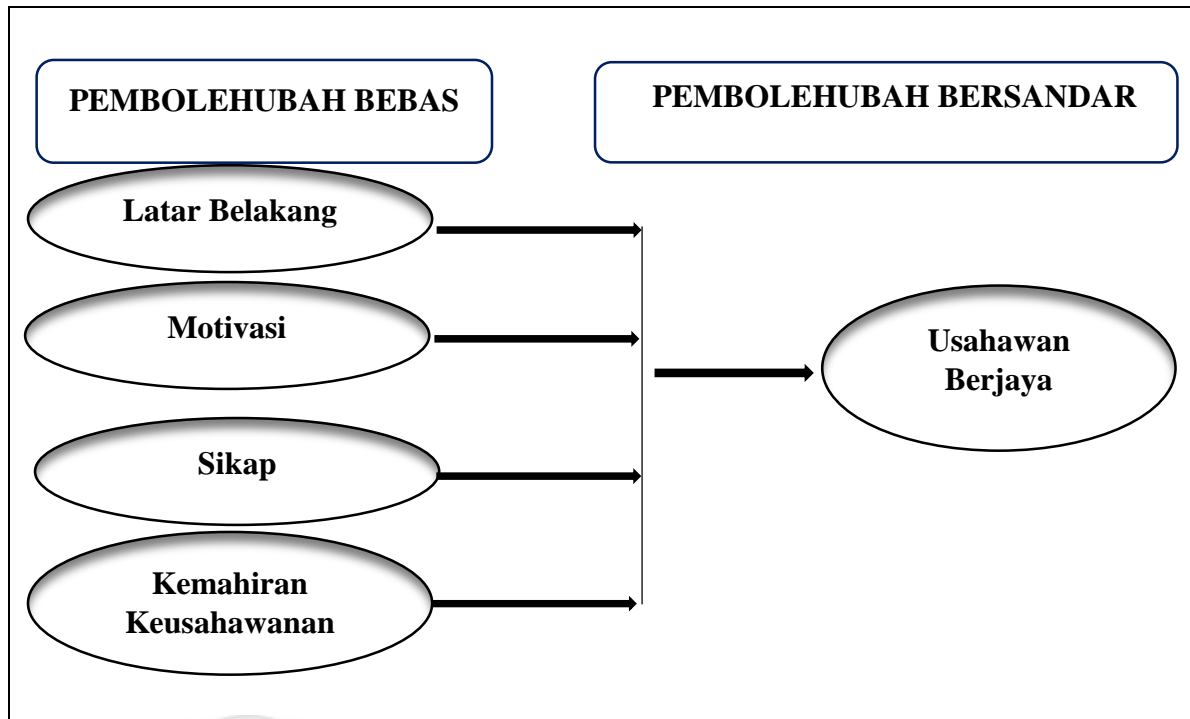 PEMBOLEHUBAH BEBAS
PEMBOLEHUBAH BERSANDAR
Latar Belakang
Motivasi
Sikap
Kemahiran
Keusahawanan
Usahawan
Berjaya